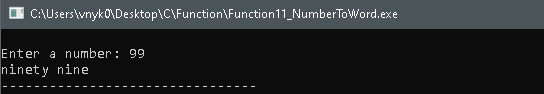 C:\Users\vnyk0\Desktop\C\Function\Function11_NumberToWord.exe
Enter a number: 99
ninety nine
--------------------------------